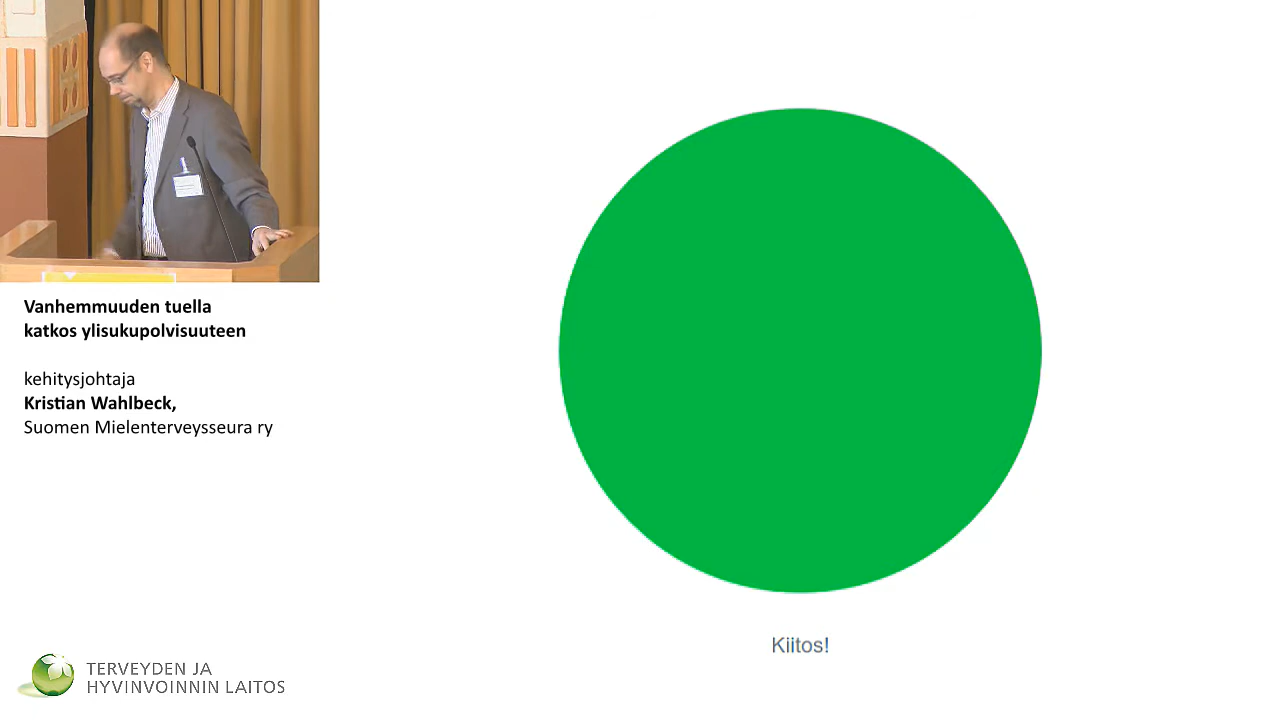 Vanhemmuuden tuella
katkos ylisukupolvisuuteen
kehitysjohtaja
Kristian Wahlbeck,
Suomen Mielenterveysseura ry
Kiitos!
TERVEYDEN JA
HYVINVOINNIN LAITOS